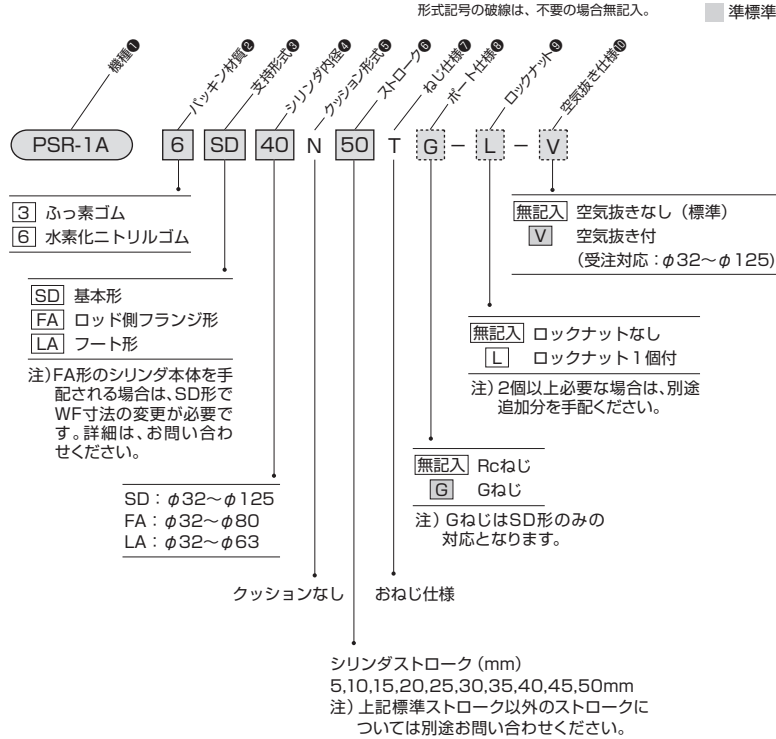 形式記号の破線は、不要の場合無記入。
準標準
機種❶
パッキン材質❷
支持形式❸
シリンダ内径❹
クッション形式❺
ストローク❻
ねじ仕様❼
ポート仕様❽
ロックナット❾
空気抜き仕様❿
PSR-1A 6 SD 40 N 50 T G － L － V
3 ふっ素ゴム
6 水素化ニトリルゴム
SD 基本形
FA ロッド側フランジ形
LA フート形
注)FA形のシリンダ本体を手
配される場合は、SD形で
WF寸法の変更が必要で
す。詳細は、お問い合わ
せください。
SD：φ32～φ125
FA：φ32～φ80
LA：φ32～φ63
クッションなし
シリンダストローク（mm）
5,10,15,20,25,30,35,40,45,50mm
注）上記標準ストローク以外のストロークに
ついては別途お問い合わせください。
おねじ仕様
無記入 Rcねじ
G Gねじ
注）GねじはSD形のみの
対応となります。
無記入 ロックナットなし
L ロックナット1個付
注）2個以上必要な場合は、別途
追加分を手配ください。
無記入 空気抜きなし（標準）
V 空気抜き付
(受注対応：φ32～φ125)